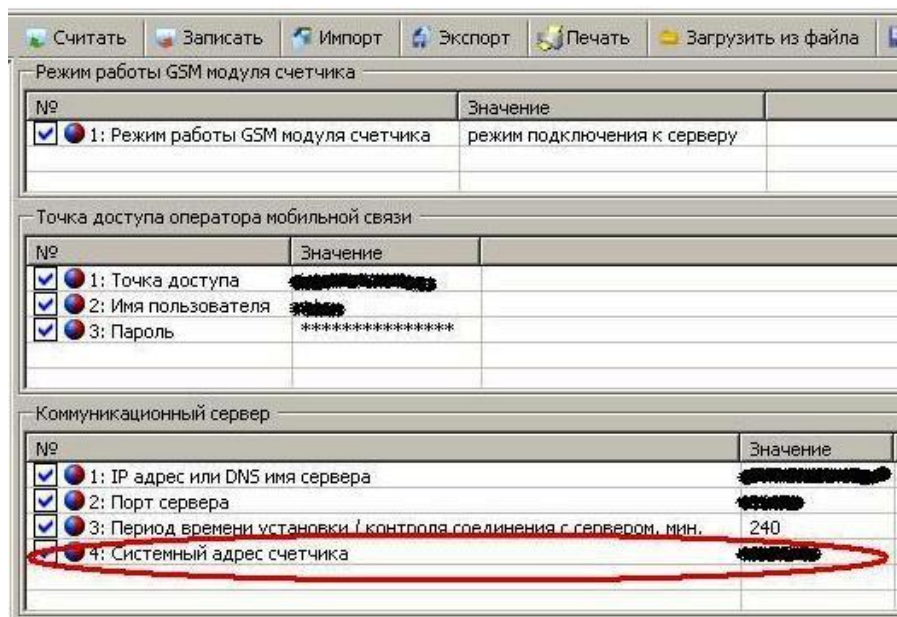 Считать Записать Импорт Экспорт Печать Загрузить из файла
Режим работы GSM модуля счетчика
№ Значение
1: Режим работы GSM модуля счетчика режим подключения к серверу
Точка доступа оператора мобильной связи
№ Значение
1: Точка доступа
2: Имя пользователя
3: Пароль ***************
Коммуникационный сервер
№ Значение
1: IP адрес или DNS имя сервера
2: Порт сервера
3: Период времени установки / контроля соединения с сервером, мин. 240
4: Системный адрес счетчика